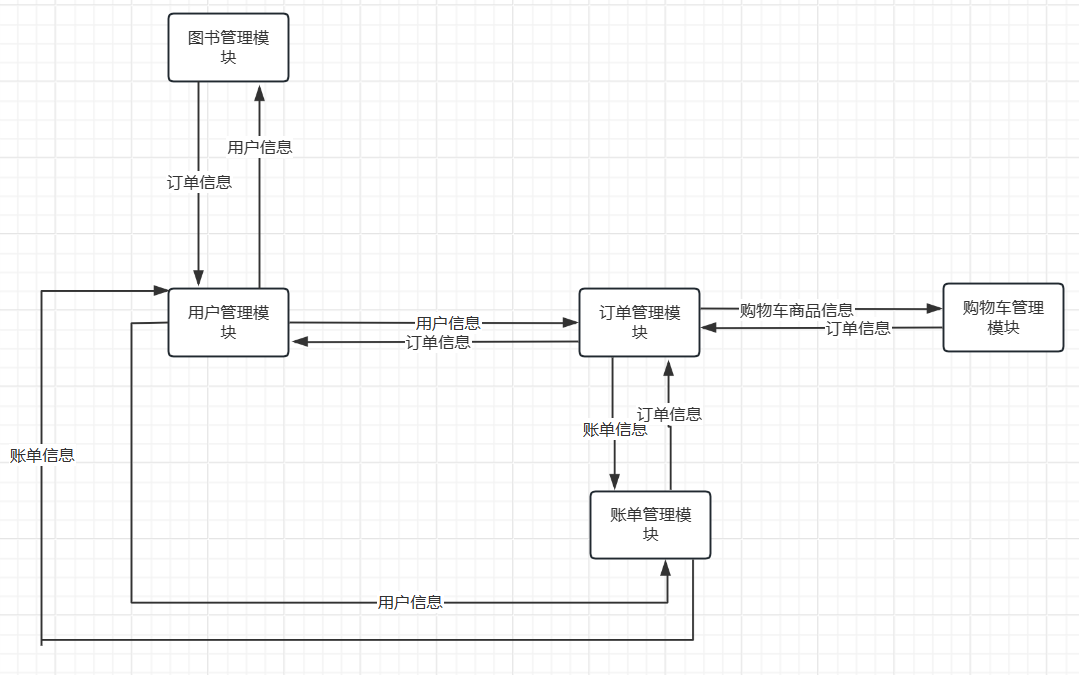 图书管理模
块
用户信息
订单信息
用户管理模
块
订单管理模
块
购物车管理
模块
购物车商品信息
用户信息
订单信息
订单信息
订单信息
账单信息
账单信息
账单管理模
块
用户信息